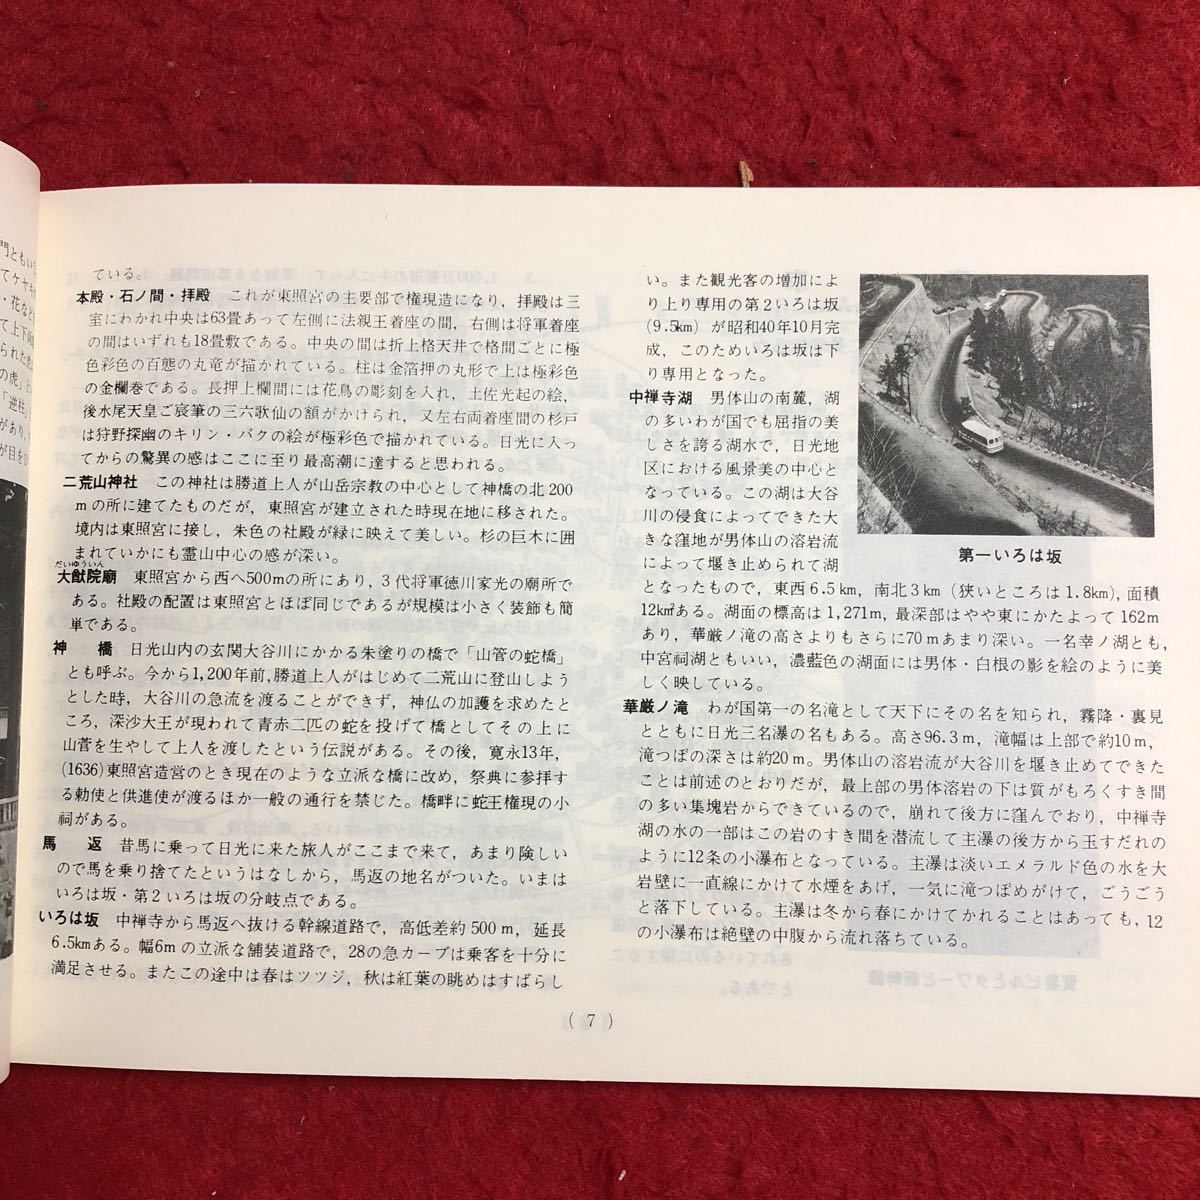 門ともいう
てケヤキの
・花など
て上下両
られた虎
の虎」と
「逆柱」
があり、
が目をひ
ている。
本殿・石ノ間・拝殿　これが東照宮の主要部で権現造になり，拝殿は三
室にわかれ中央は63畳あって左側に法親王着座の間，右側は将軍着座
の間はいずれも18畳敷である。中央の間は折上格天井で格間ごとに極
色彩色の百態の丸竜が描かれている。柱は金箔押の丸形で上は極彩色
の金欄巻である。長押上欄間には花鳥の彫刻を入れ，土佐光起の絵，
後水尾天皇ご宸筆の三六歌仙の額がかけられ，又左右両着座間の杉戸
は狩野探幽のキリン・バクの絵が極彩色で描かれている。日光に入っ
てからの驚異の感はここに至り最高潮に達すると思われる。
二荒山神社　この神社は勝道上人が山岳宗教の中心として神橋の北200
mの所に建てたものだが，東照宮が建立された時現在地に移された。
境内は東照宮に接し，朱色の社殿が緑に映えて美しい。杉の巨木に囲
まれていかにも霊山中心の感が深い。
だいゆういん
大猷院廟　東照宮から西へ500mの所にあり，3代将軍徳川家光の廟所で
ある。社殿の配置は東照宮とほぼ同じであるが規模は小さく装飾も簡
単である。
神　橋　日光山内の玄関大谷川にかかる朱塗りの橋で「山管の蛇橋」
とも呼ぶ。今から1,200年前，勝道上人がはじめて二荒山に登山しよう
とした時，大谷川の急流を渡ることができず，神仏の加護を求めたと
ころ，深沙大王が現われて青赤二匹の蛇を投げて橋としてその上に
山菅を生やして上人を渡したという伝説がある。その後，寛永13年，
(1636)東照宮造営のとき現在のような立派な橋に改め，祭典に参拝す
る勅使と供進使が渡るほか一般の通行を禁じた。橋畔に蛇王権現の小
祠がある。
馬　返　昔馬に乗って日光に来た旅人がここまで来て，あまり険しい
ので馬を乗り捨てたというはなしから，馬返の地名がついた。いまは
いろは坂・第2いろは坂の分岐点である。
いろは坂　中禅寺から馬返へ抜ける幹線道路で，高低差約500m，延長
6.5kmある。幅6mの立派な舗装道路で，28の急カーブは乗客を十分に
満足させる。またこの途中は春はツツジ，秋は紅葉の眺めはすばらし
い。また観光客の増加によ
り上り専用の第2いろは坂
(9.5km)が昭和40年10月完
成，このためいろは坂は下
り専用となった。
中禅寺湖　男体山の南麓，湖
の多いわが国でも屈指の美
しさを誇る湖水で，日光地
区における風景美の中心と
なっている。この湖は大谷
川の侵食によってできた大
きな窪地が男体山の溶岩流
によって堰き止められて湖
となったもので，東西6.5km，南北3km(狭いところは1.8km)，面積
12km²ある。湖面の標高は1,271m，最深部はやや東にかたよって162m
あり，華厳ノ滝の高さよりもさらに70mあまり深い。一名幸ノ湖とも，
中宮祠湖ともいい，濃藍色の湖面には男体・白根の影を絵のように美
しく映している。
華厳ノ滝　わが国第一の名滝として天下にその名を知られ，霧降・裏見
とともに日光三名瀑の名もある。高さ96.3m，滝幅は上部で約10m，
滝つぼの深さは約20m。男体山の溶岩流が大谷川を堰き止めてできた
ことは前述のとおりだが，最上部の男体溶岩の下は質がもろくすき間
の多い集塊岩からできているので，崩れて後方に窪んでおり，中禅寺
湖の水の一部はこの岩のすき間を潜流して主瀑の後方から玉すだれの
ように12条の小瀑布となっている。主瀑は淡いエメラルド色の水を大
岩壁に一直線にかけて水煙をあげ，一気に滝つぼめがけて，ごうごう
と落下している。主瀑は冬から春にかけてかれることはあっても，12
の小瀑布は絶壁の中腹から流れ落ちている。
第一いろは坂
(7)